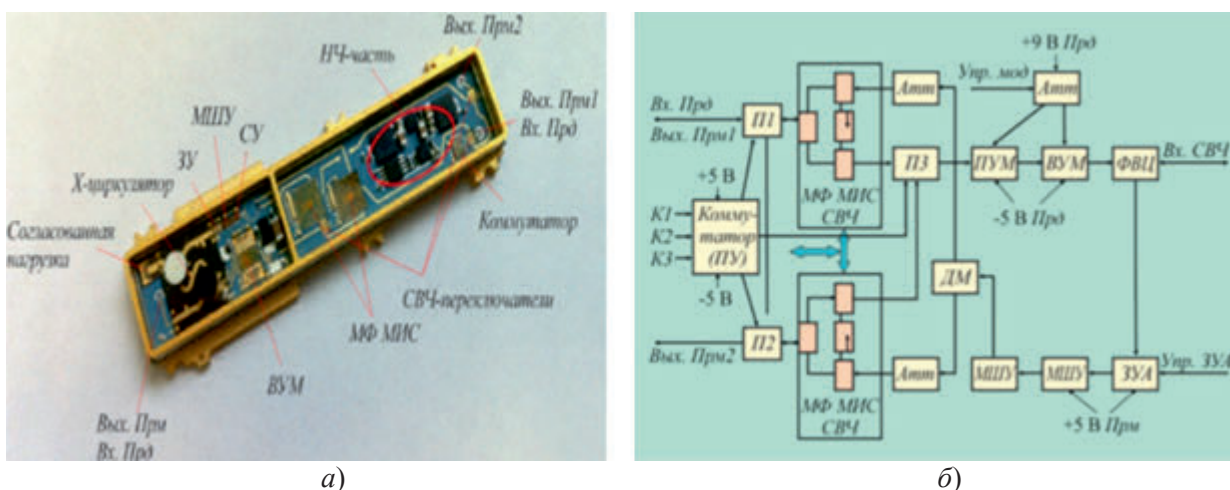 Вых. Прм2
НЧ-часть
Вых. Прм1
Вх. Прд
МШУ
СУ
ЗУ
X-циркулятор
Согласованная
нагрузка
Коммутатор
СВЧ-переключатели
МФ МИС
ВУМ
Вых. Прм
Вх. Прд
а)
+9 В Прд
Упр. мод
Атт
Атт
Вх. Прд
Вых. Прм1
П1
П3
ПУМ
ВУМ
ФВЦ
Вх. СВЧ
МФ МИС
СВЧ
-5 В Прд
+5 В
К1
К2
К3
Комму-
татор
(ПУ)
-5 В
ДМ
П2
Вых. Прм2
Атт
МШУ
МШУ
ЗУА
Упр. ЗУА
МФ МИС
СВЧ
+5 В Прм
б)